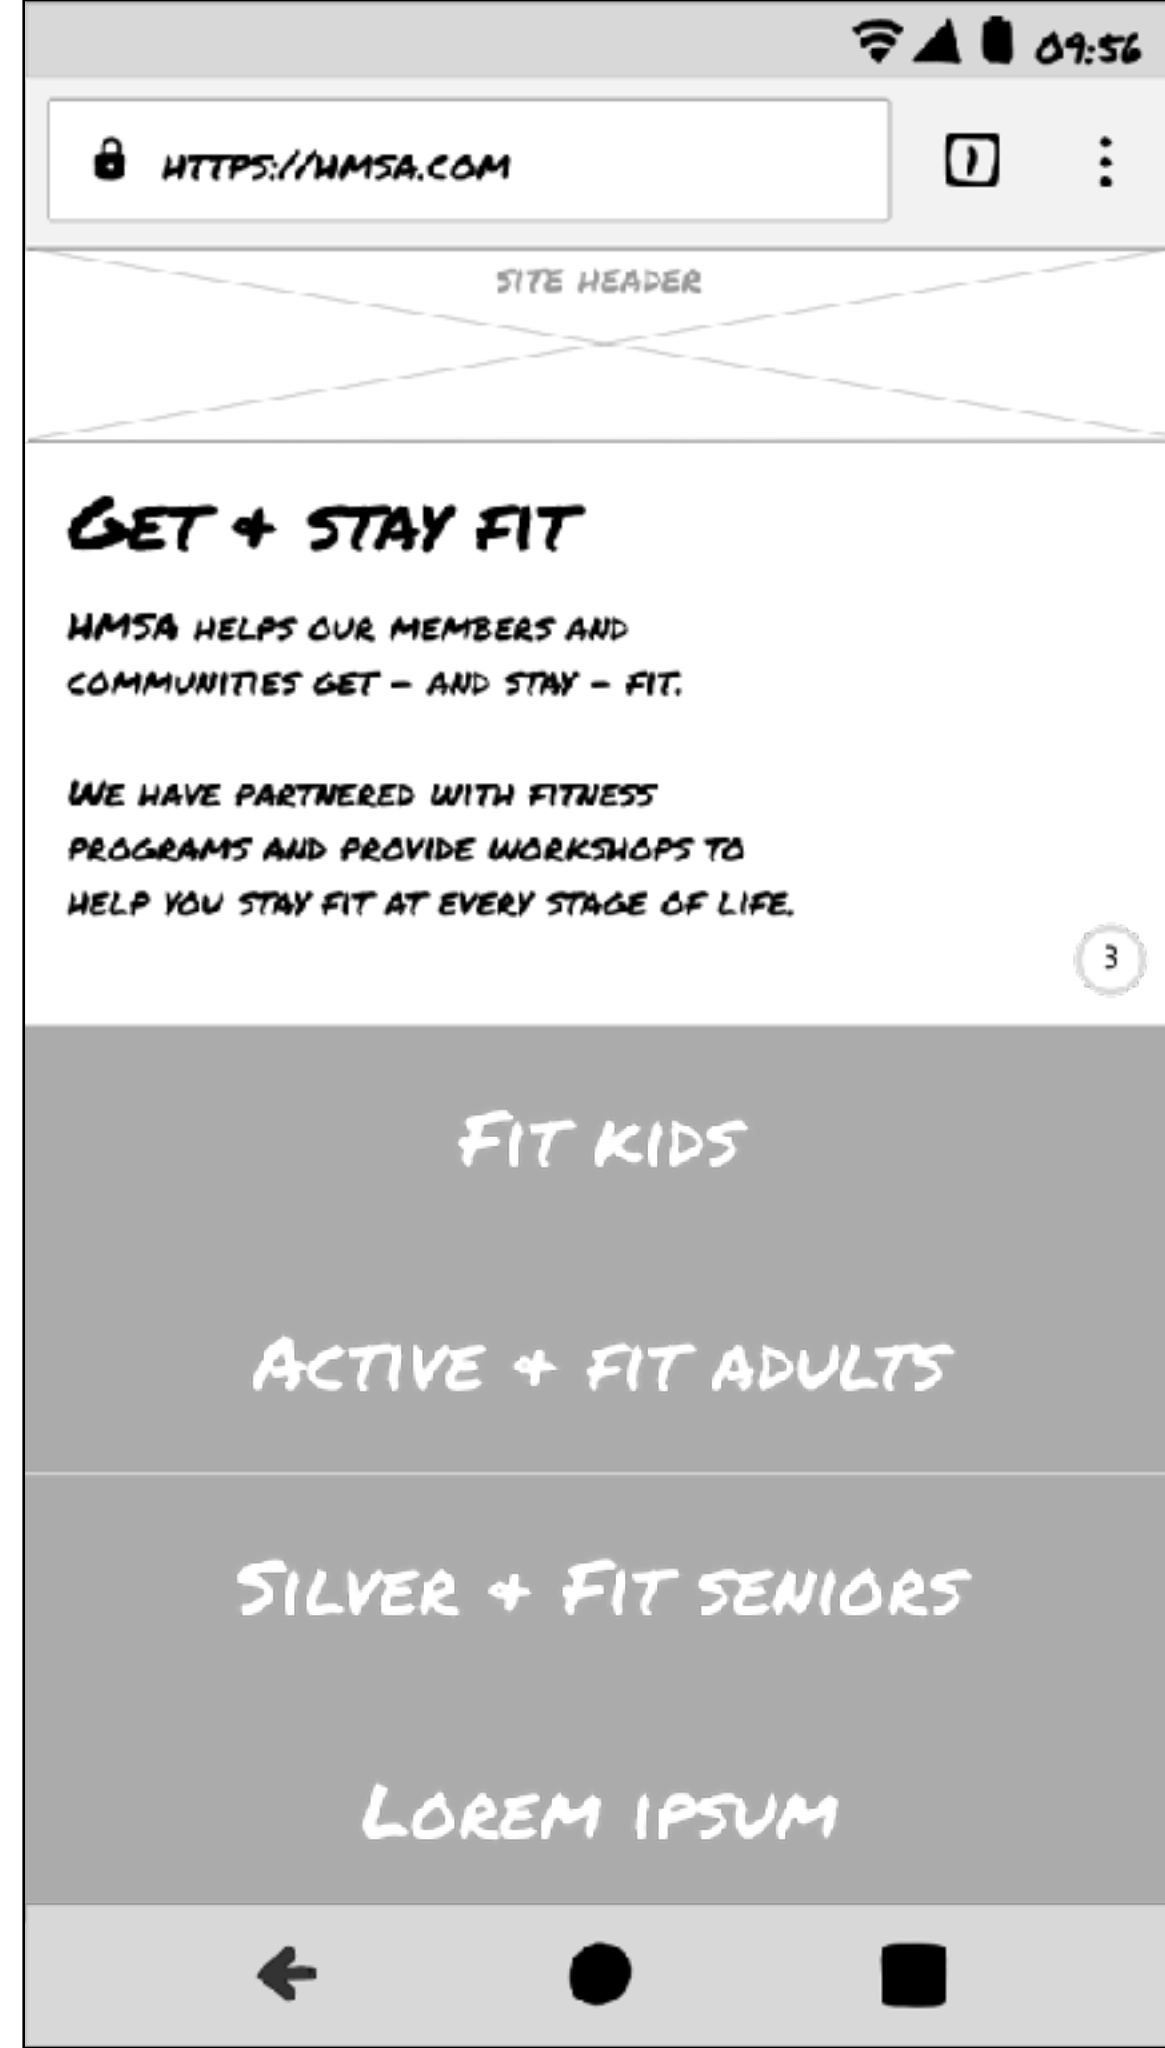 09:56
https://hmsa.com
1
SITE HEADER
GET & STAY FIT
HMSA HELPS OUR MEMBERS AND
COMMUNITIES GET - AND STAY - FIT.
WE HAVE PARTNERED WITH FITNESS
PROGRAMS AND PROVIDE WORKSHOPS TO
HELP YOU STAY FIT AT EVERY STAGE OF LIFE.
3
FIT KIDS
ACTIVE & FIT ADULTS
SILVER & FIT SENIORS
LOREM IPSUM